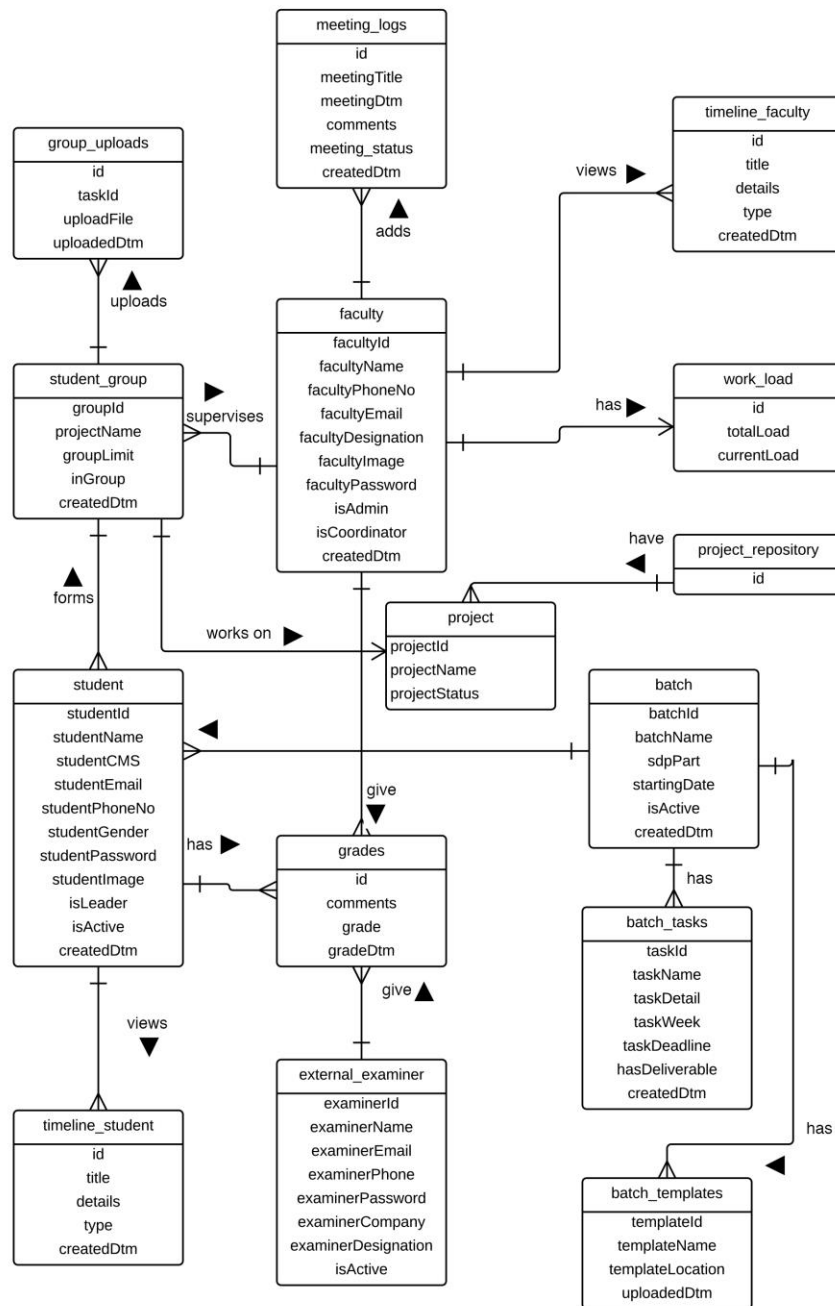 meeting_logs
id
meetingTitle
meetingDtm
comments
meeting_status
createdDtm
timeline_faculty
id
title
details
type
createdDtm
group_uploads
id
taskId
uploadFile
uploadedDtm
views
adds
uploads
faculty
facultyId
facultyName
facultyPhoneNo
facultyEmail
facultyDesignation
facultyImage
facultyPassword
isAdmin
isCoordinator
createdDtm
student_group
groupId
projectName
groupLimit
inGroup
createdDtm
supervises
has
work_load
id
totalLoad
currentLoad
have
project_repository
id
forms
works on
project
projectId
projectName
projectStatus
student
studentId
studentName
studentCMS
studentEmail
studentPhoneNo
studentGender
studentPassword
studentImage
isLeader
isActive
createdDtm
batch
batchId
batchName
sdpPart
startingDate
isActive
createdDtm
give
has
grades
id
comments
grade
gradeDtm
has
batch_tasks
taskId
taskName
taskDetail
taskWeek
taskDeadline
hasDeliverable
createdDtm
give
views
external_examiner
examinerId
examinerName
examinerEmail
examinerPhone
examinerPassword
examinerCompany
examinerDesignation
isActive
timeline_student
id
title
details
type
createdDtm
has
batch_templates
templateId
templateName
templateLocation
uploadedDtm